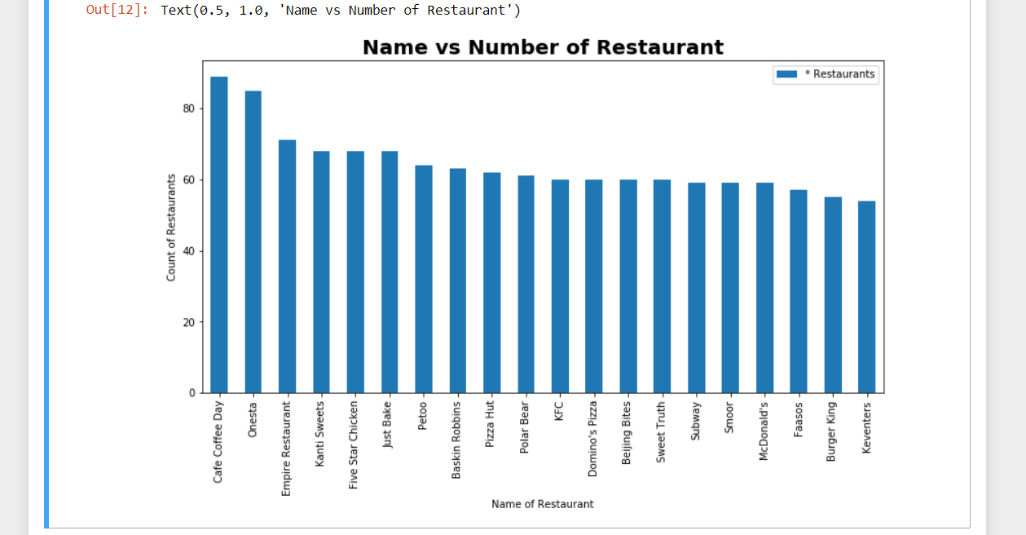 Out[12]: Text(0.5, 1.0, 'Name vs Number of Restaurant')
Name vs Number of Restaurant
* Restaurants
Count of Restaurants
80
60
40
20
0
Cafe Coffee Day
Onesta
Empire Restaurant
Kanti Sweets
Five Star Chicken
Just Bake
Petoo
Baskin Robbins
Pizza Hut
Polar Bear
KFC
Domino's Pizza
Beijing Bites
Sweet Truth
Subway
Smoor
McDonald's
Faasos
Burger King
Keventers
Name of Restaurant